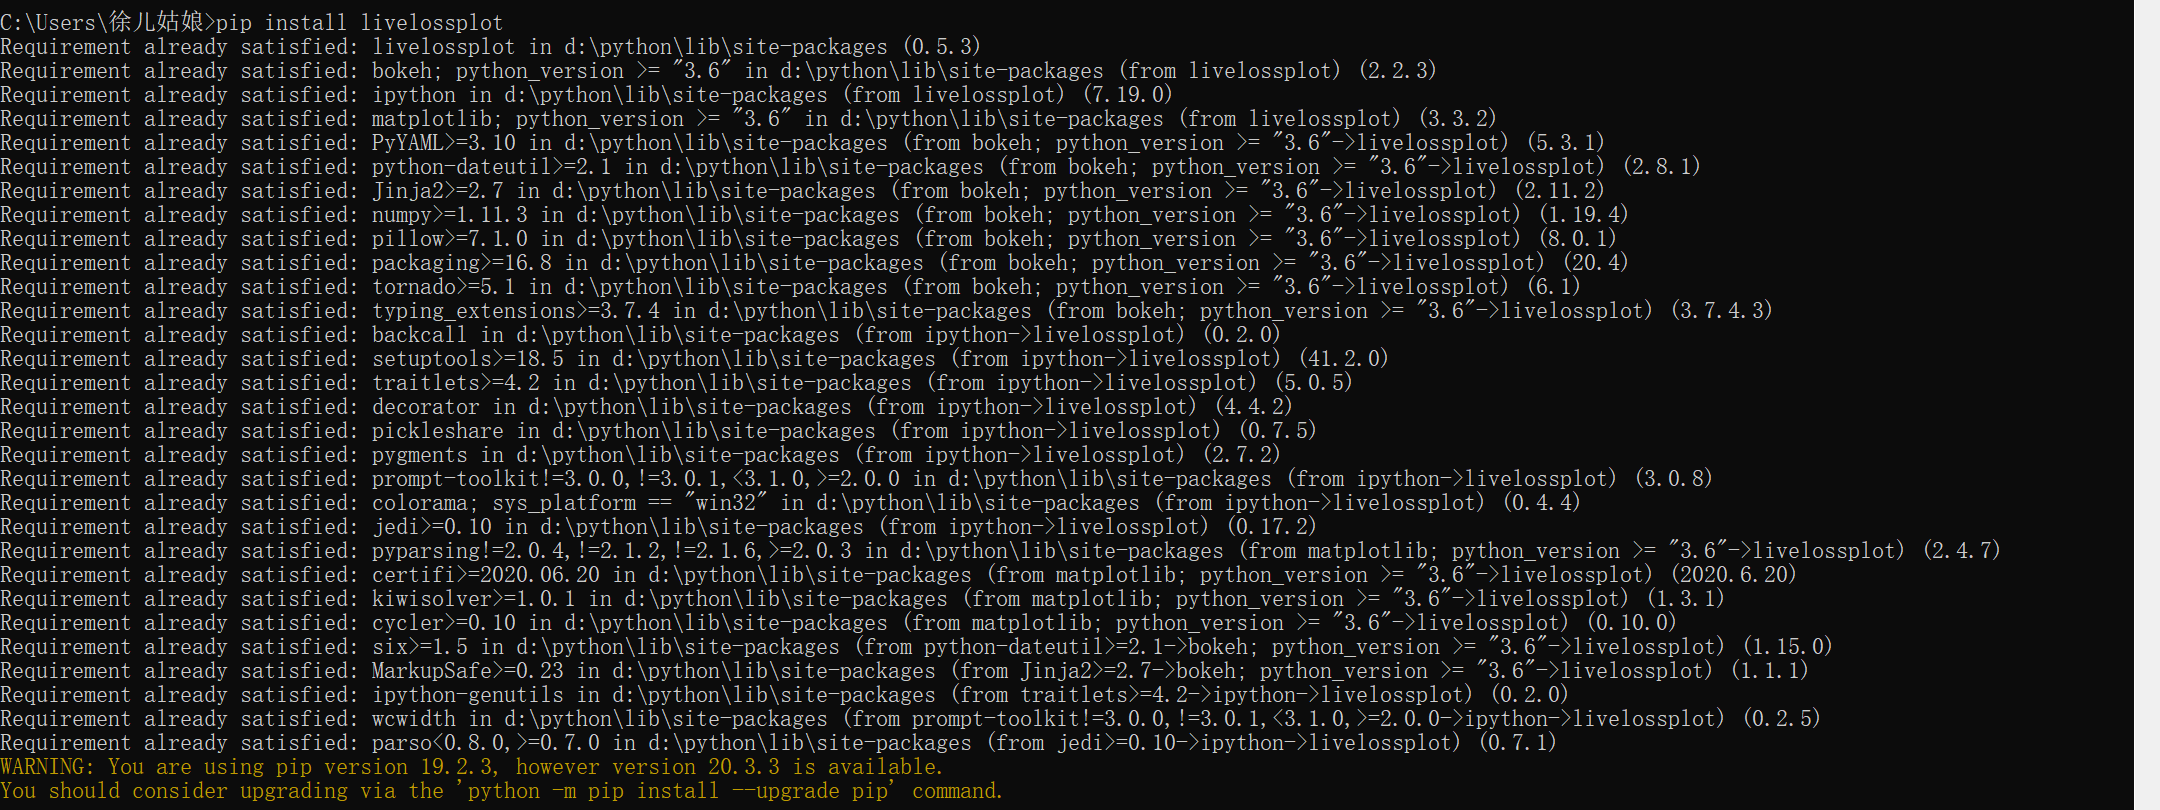 C:\Users\徐儿姑娘>pip install livelossplot
Requirement already satisfied: livelossplot in d:\python\lib\site-packages (0.5.3)
Requirement already satisfied: bokeh; python_version >= "3.6" in d:\python\lib\site-packages (from livelossplot) (2.2.3)
Requirement already satisfied: ipython in d:\python\lib\site-packages (from livelossplot) (7.19.0)
Requirement already satisfied: matplotlib; python_version >= "3.6" in d:\python\lib\site-packages (from livelossplot) (3.3.2)
Requirement already satisfied: PyYAML>=3.10 in d:\python\lib\site-packages (from bokeh; python_version >= "3.6"->livelossplot) (5.3.1)
Requirement already satisfied: python-dateutil>=2.1 in d:\python\lib\site-packages (from bokeh; python_version >= "3.6"->livelossplot) (2.8.1)
Requirement already satisfied: Jinja2>=2.7 in d:\python\lib\site-packages (from bokeh; python_version >= "3.6"->livelossplot) (2.11.2)
Requirement already satisfied: numpy>=1.11.3 in d:\python\lib\site-packages (from bokeh; python_version >= "3.6"->livelossplot) (1.19.4)
Requirement already satisfied: pillow>=7.1.0 in d:\python\lib\site-packages (from bokeh; python_version >= "3.6"->livelossplot) (8.0.1)
Requirement already satisfied: packaging>=16.8 in d:\python\lib\site-packages (from bokeh; python_version >= "3.6"->livelossplot) (20.4)
Requirement already satisfied: tornado>=5.1 in d:\python\lib\site-packages (from bokeh; python_version >= "3.6"->livelossplot) (6.1)
Requirement already satisfied: typing_extensions>=3.7.4 in d:\python\lib\site-packages (from bokeh; python_version >= "3.6"->livelossplot) (3.7.4.3)
Requirement already satisfied: backcall in d:\python\lib\site-packages (from ipython->livelossplot) (0.2.0)
Requirement already satisfied: setuptools>=18.5 in d:\python\lib\site-packages (from ipython->livelossplot) (41.2.0)
Requirement already satisfied: traitlets>=4.2 in d:\python\lib\site-packages (from ipython->livelossplot) (5.0.5)
Requirement already satisfied: decorator in d:\python\lib\site-packages (from ipython->livelossplot) (4.4.2)
Requirement already satisfied: pickleshare in d:\python\lib\site-packages (from ipython->livelossplot) (0.7.5)
Requirement already satisfied: pygments in d:\python\lib\site-packages (from ipython->livelossplot) (2.7.2)
Requirement already satisfied: prompt-toolkit!=3.0.0,!=3.0.1,<3.1.0,>=2.0.0 in d:\python\lib\site-packages (from ipython->livelossplot) (3.0.8)
Requirement already satisfied: colorama; sys_platform == "win32" in d:\python\lib\site-packages (from ipython->livelossplot) (0.4.4)
Requirement already satisfied: jedi>=0.10 in d:\python\lib\site-packages (from ipython->livelossplot) (0.17.2)
Requirement already satisfied: pyparsing!=2.0.4,!=2.1.2,!=2.1.6,>=2.0.3 in d:\python\lib\site-packages (from matplotlib; python_version >= "3.6"->livelossplot) (2.4.7)
Requirement already satisfied: certifi>=2020.06.20 in d:\python\lib\site-packages (from matplotlib; python_version >= "3.6"->livelossplot) (2020.6.20)
Requirement already satisfied: kiwisolver>=1.0.1 in d:\python\lib\site-packages (from matplotlib; python_version >= "3.6"->livelossplot) (1.3.1)
Requirement already satisfied: cycler>=0.10 in d:\python\lib\site-packages (from matplotlib; python_version >= "3.6"->livelossplot) (0.10.0)
Requirement already satisfied: six>=1.5 in d:\python\lib\site-packages (from python-dateutil>=2.1->bokeh; python_version >= "3.6"->livelossplot) (1.15.0)
Requirement already satisfied: MarkupSafe>=0.23 in d:\python\lib\site-packages (from Jinja2>=2.7->bokeh; python_version >= "3.6"->livelossplot) (1.1.1)
Requirement already satisfied: ipython-genutils in d:\python\lib\site-packages (from traitlets>=4.2->ipython->livelossplot) (0.2.0)
Requirement already satisfied: wcwidth in d:\python\lib\site-packages (from prompt-toolkit!=3.0.0,!=3.0.1,<3.1.0,>=2.0.0->ipython->livelossplot) (0.2.5)
Requirement already satisfied: parso<0.8.0,>=0.7.0 in d:\python\lib\site-packages (from jedi>=0.10->ipython->livelossplot) (0.7.1)
WARNING: You are using pip version 19.2.3, however version 20.3.3 is available.
You should consider upgrading via the 'python -m pip install --upgrade pip' command.